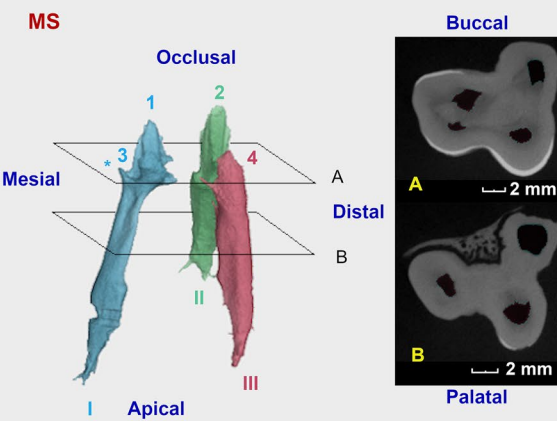 MS
Buccal
Occlusal
1
2
* 3
4
A
Mesial
A
2 mm
Distal
B
II
B
2 mm
III
I
Apical
Palatal